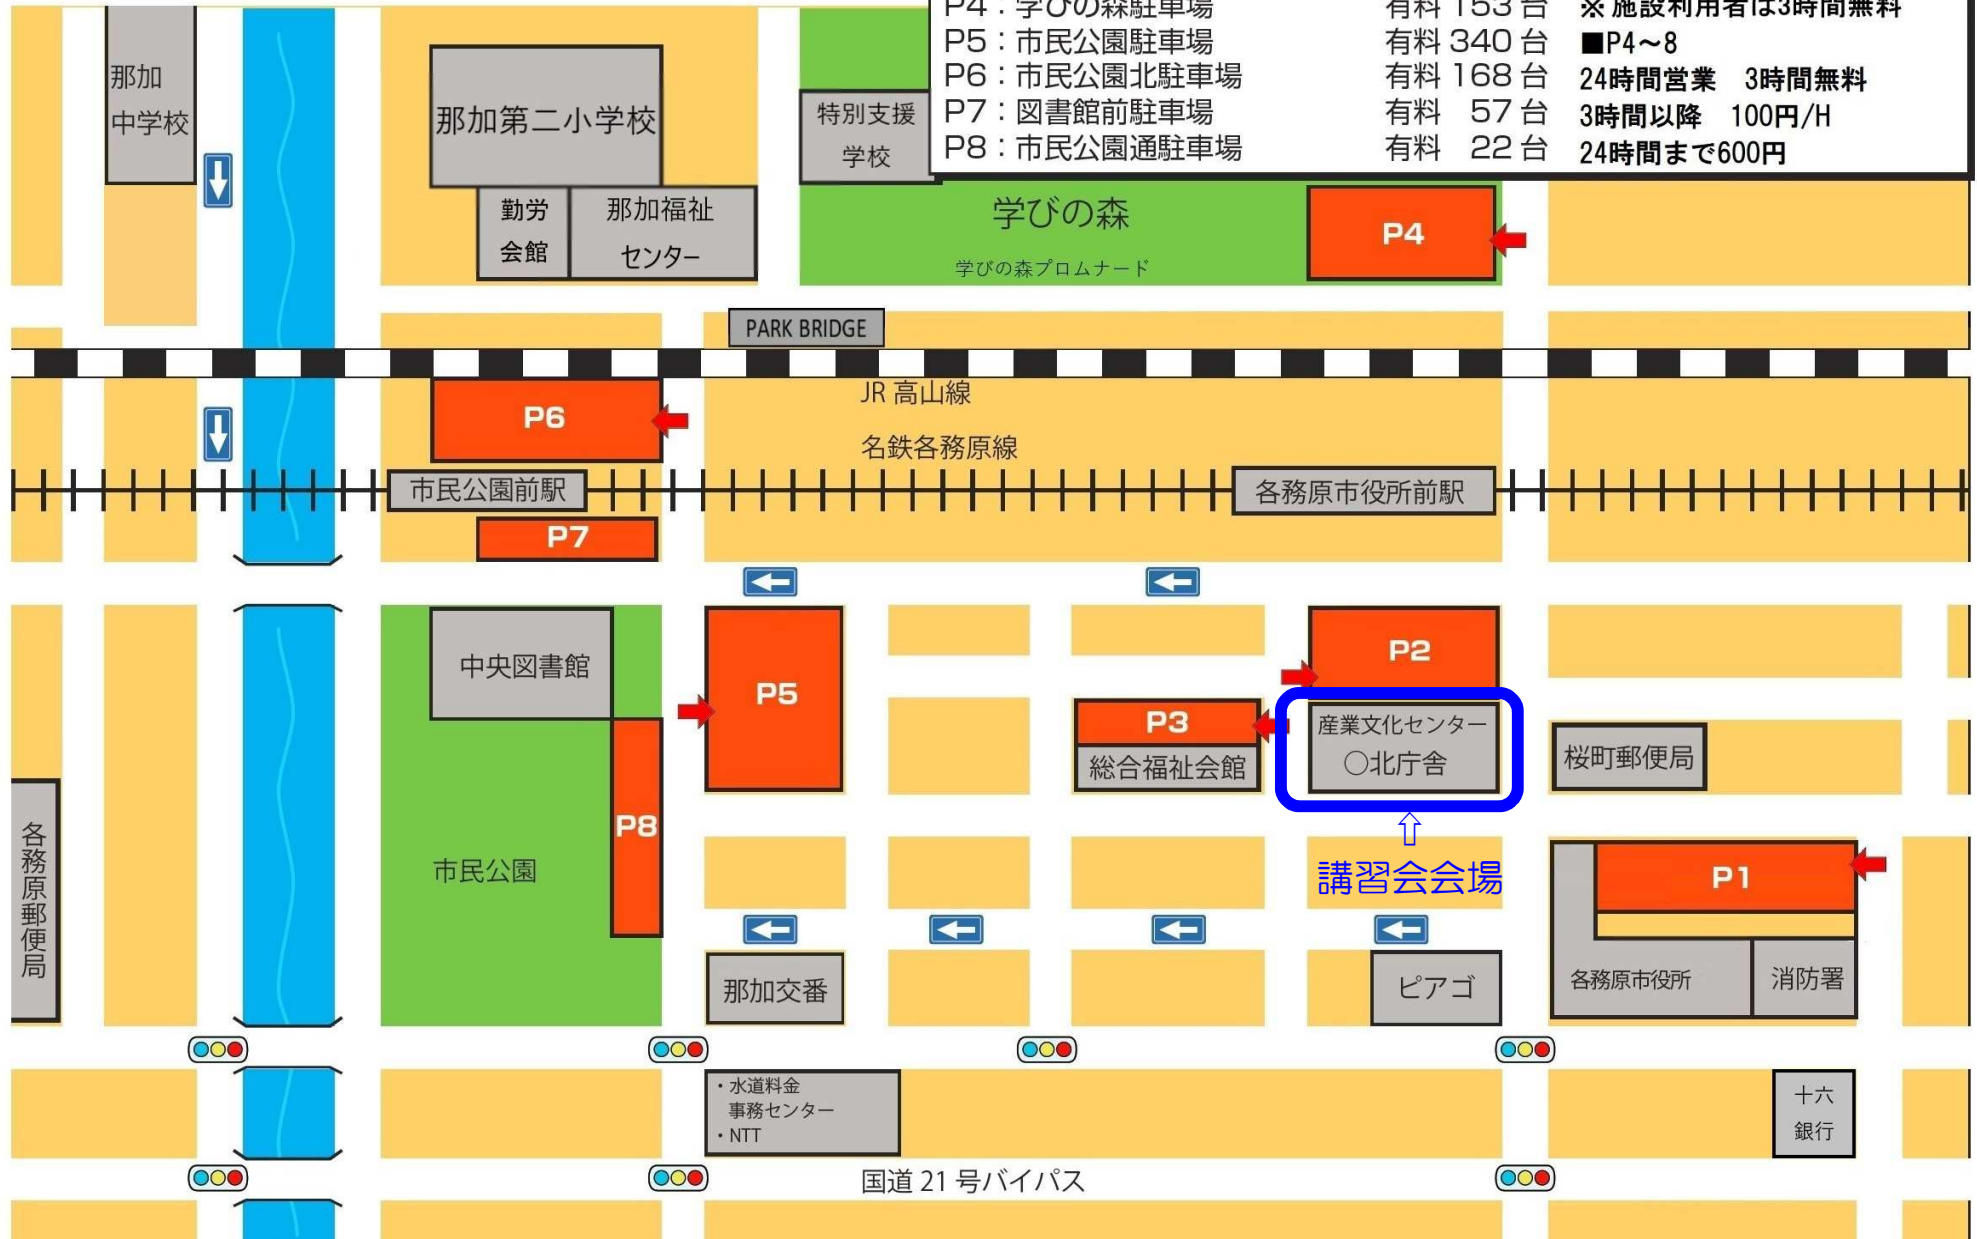 P4：学びの森駐車場 有料 153 台 ※施設利用者は3時間無料
P5：市民公園駐車場 有料 340 台 ■P4～8
P6：市民公園北駐車場 有料 168 台 24時間営業 3時間無料
P7：図書館前駐車場 有料 57 台 3時間以降 100円/H
P8：市民公園通駐車場 有料 22 台 24時間まで600円
那加
中学校
那加第二小学校
特別支援
学校
勤労
会館
那加福祉
センター
学びの森
学びの森プロムナード
P4
PARK BRIDGE
JR 高山線
P6
名鉄各務原線
市民公園前駅
各務原市役所前駅
P7
中央図書館
P5
P2
P3
総合福祉会館
産業文化センター
○北庁舎
桜町郵便局
P8
各務原郵便局
市民公園
講習会会場
P1
那加交番
ピアゴ
各務原市役所
消防署
・水道料金
事務センター
・NTT
十六
銀行
国道 21 号バイパス